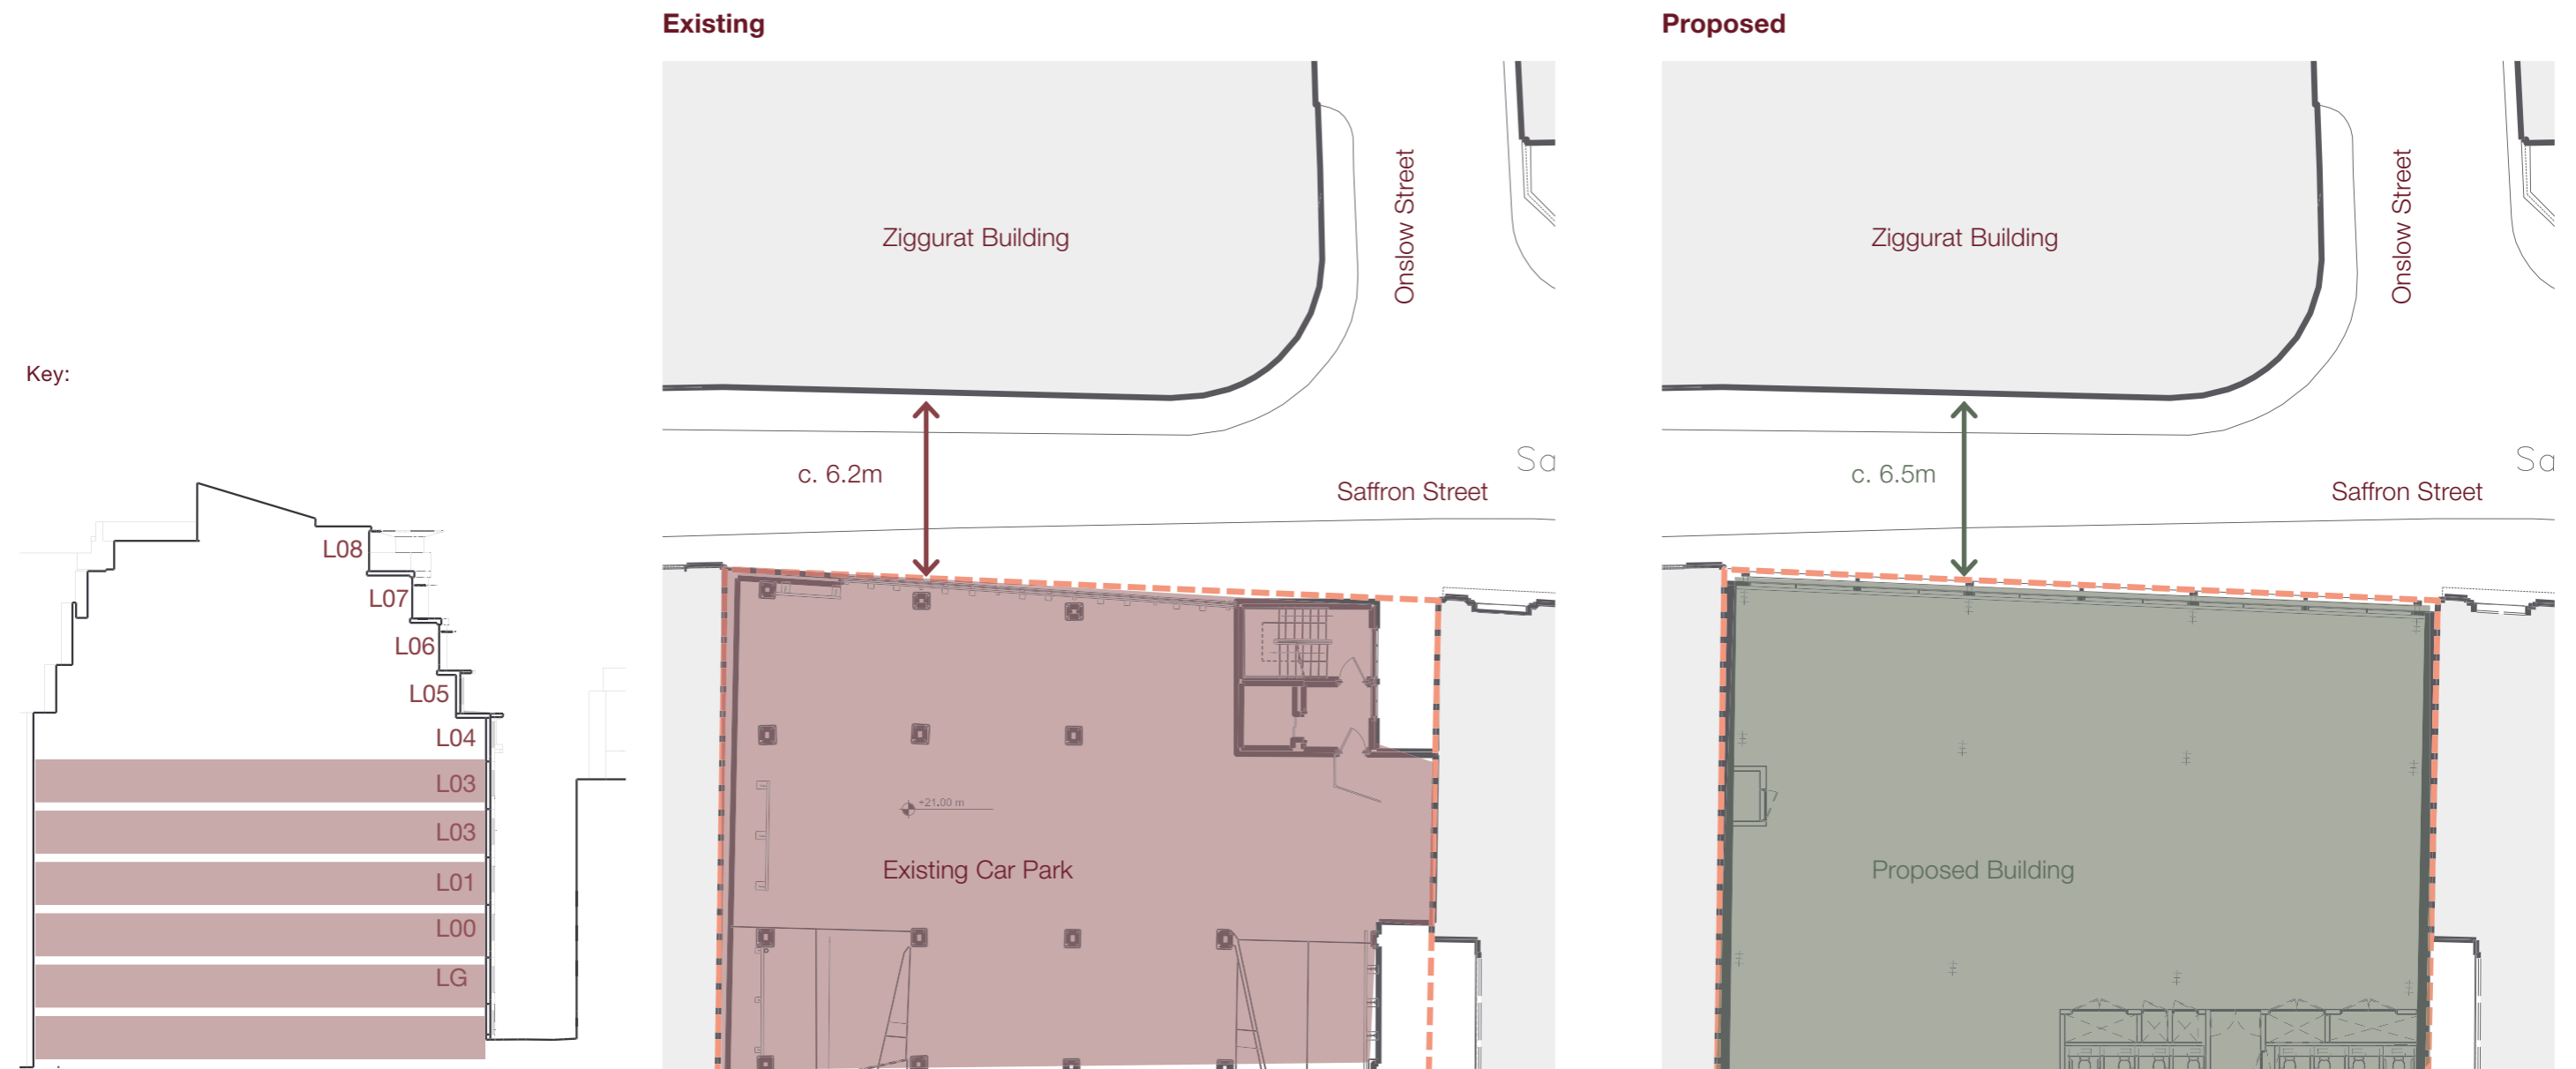 Existing
Proposed
Key:
L08
L07
L06
L05
L04
L03
L03
L01
L00
LG
Ziggurat Building
Onslow Street
c. 6.2m
Sa
Saffron Street
+21.00 m
Existing Car Park
Ziggurat Building
Onslow Street
c. 6.5m
Sa
Saffron Street
Proposed Building